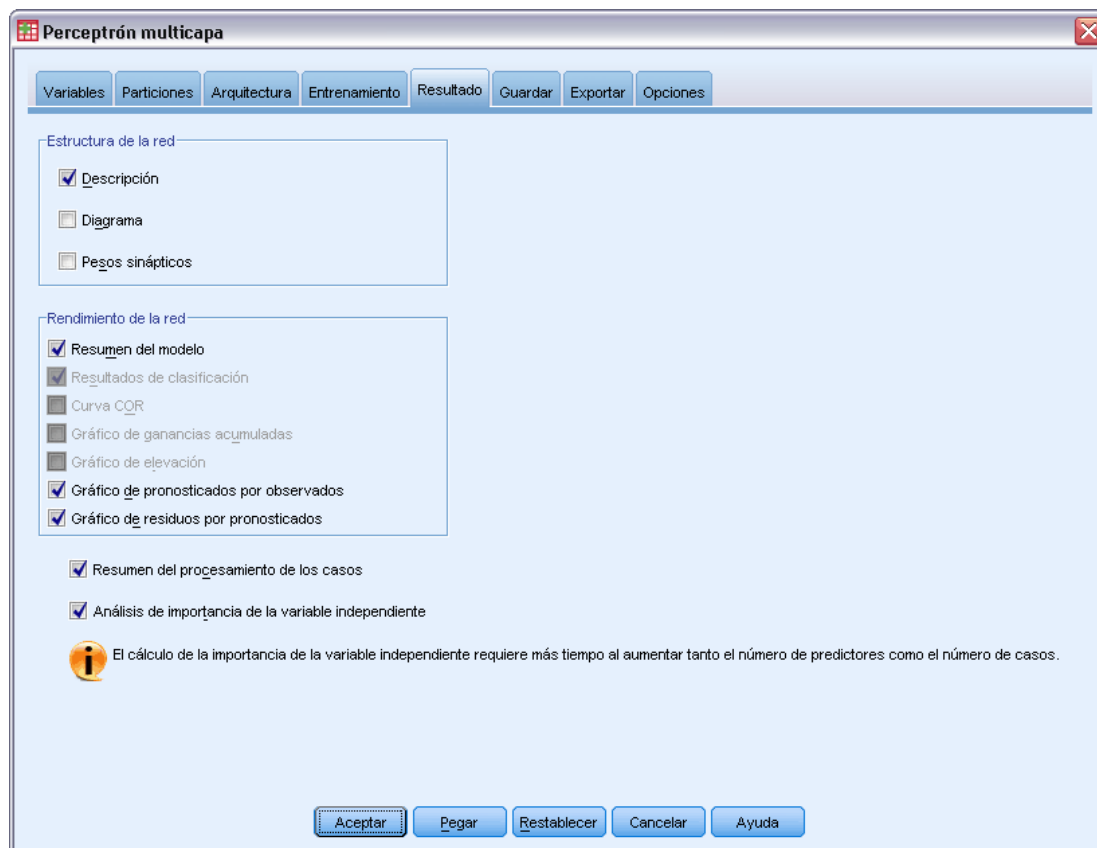 Perceptrón multicapa
Variables Particiones Arquitectura Entrenamiento Resultado Guardar Exportar Opciones
Estructura de la red
Descripción
Diagrama
Pesos sinápticos
Rendimiento de la red
Resumen del modelo
Resultados de clasificación
Curva COR
Gráfico de ganancias acumuladas
Gráfico de elevación
Gráfico de pronosticados por observados
Gráfico de residuos por pronosticados
Resumen del procesamiento de los casos
Análisis de importancia de la variable independiente
El cálculo de la importancia de la variable independiente requiere más tiempo al aumentar tanto el número de predictores como el número de casos.
Aceptar Pegar Restablecer Cancelar Ayuda